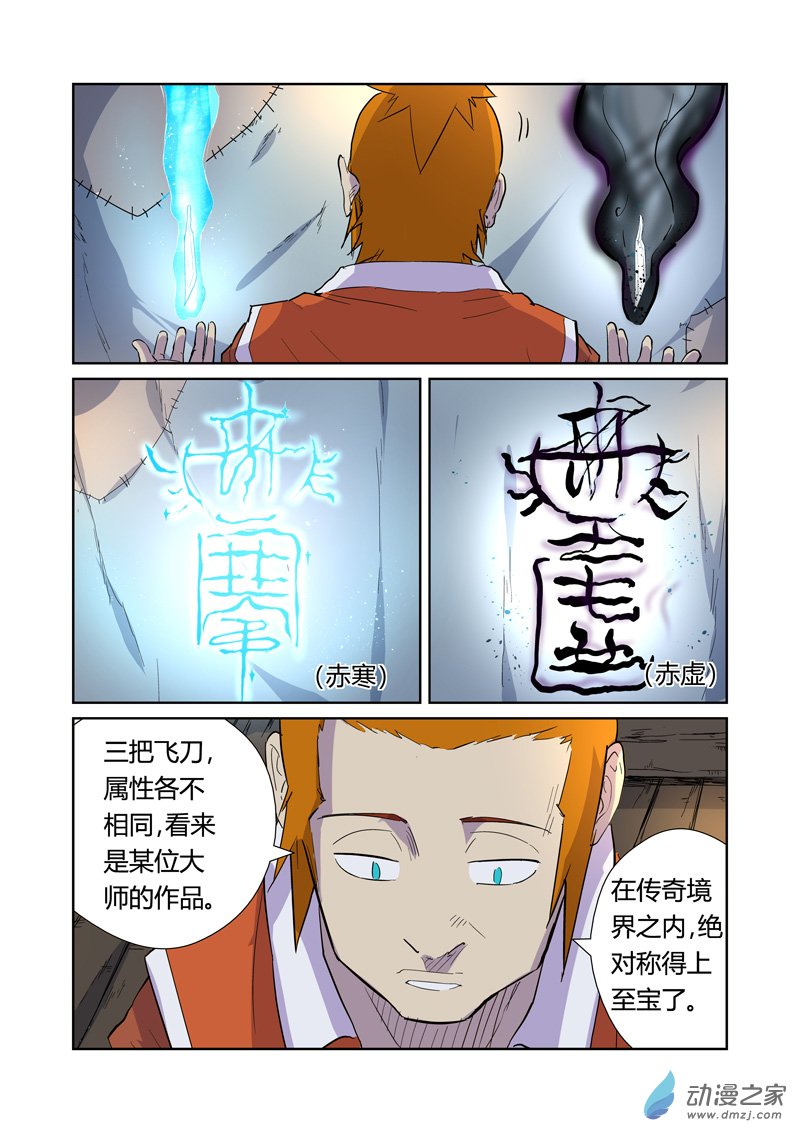 (赤寒)
(赤虚)
三把飞刀,
属性各不
相同,看来
是某位大
师的作品。
在传奇境
界之内,绝
对称得上
至宝了。
动漫之家
www.dmzj.com